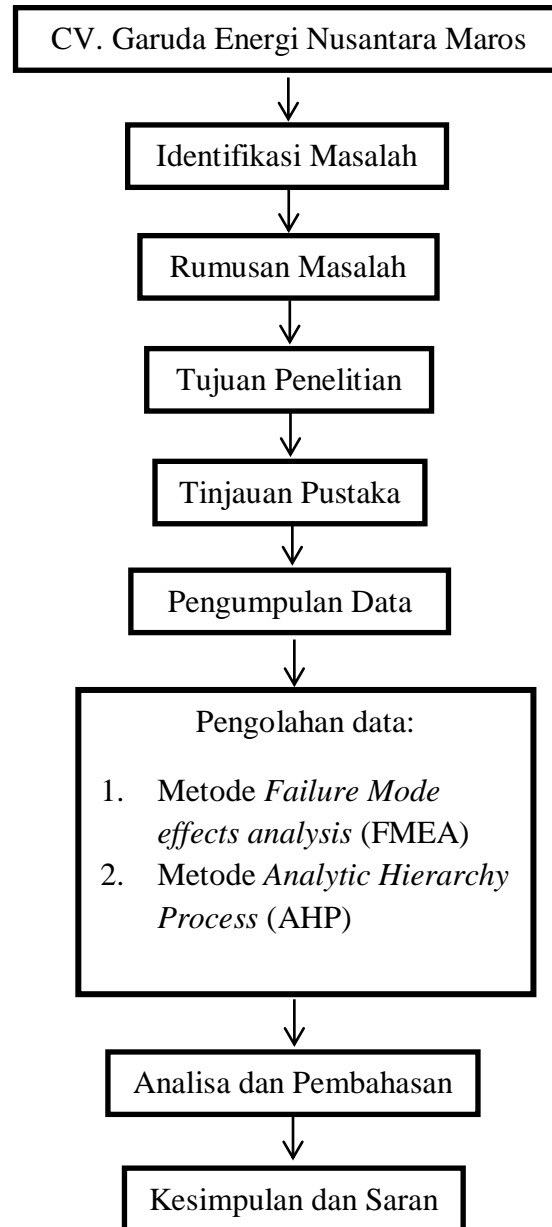 CV. Garuda Energi Nusantara Maros
Identifikasi Masalah
Rumusan Masalah
Tujuan Penelitian
Tinjauan Pustaka
Pengumpulan Data
Pengolahan data:
1. Metode Failure Mode
effects analysis (FMEA)
2. Metode Analytic Hierarchy
Process (AHP)
Analisa dan Pembahasan
Kesimpulan dan Saran